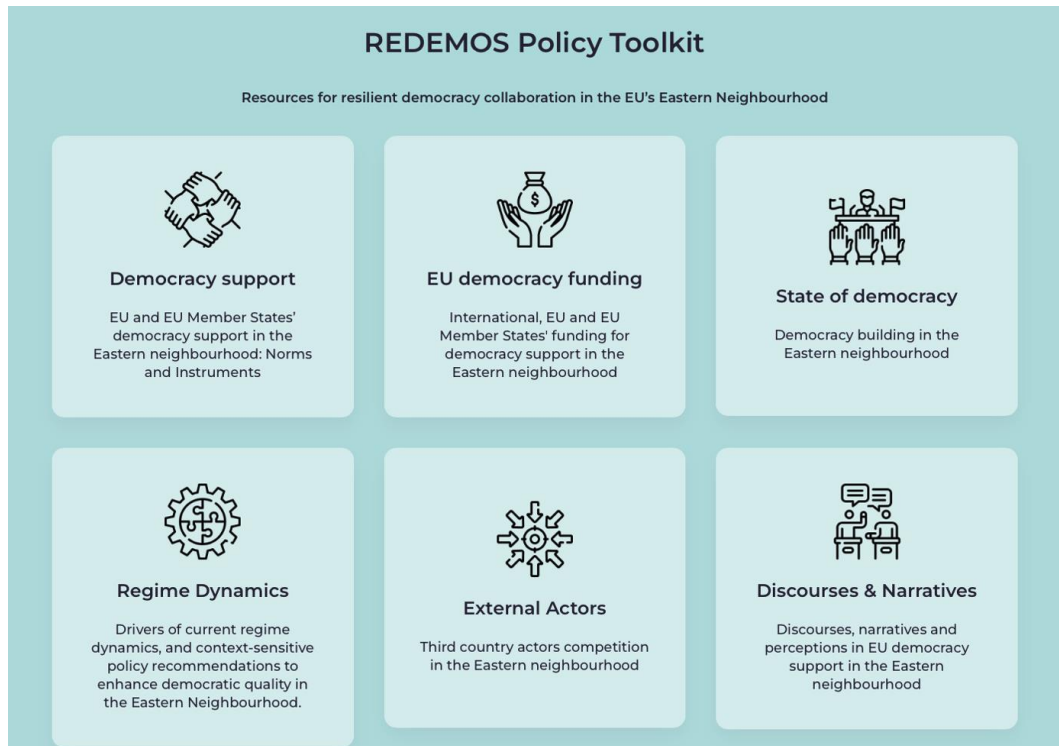 REDEMOS Policy Toolkit
Resources for resilient democracy collaboration in the EU’s Eastern Neighbourhood
$
Democracy support
EU and EU Member States’
democracy support in the
Eastern neighbourhood: Norms
and Instruments
EU democracy funding
International, EU and EU
Member States' funding for
democracy support in the
Eastern neighbourhood
State of democracy
Democracy building in the
Eastern neighbourhood
Regime Dynamics
Drivers of current regime
dynamics, and context-sensitive
policy recommendations to
enhance democratic quality in
the Eastern Neighbourhood.
External Actors
Third country actors competition
in the Eastern neighbourhood
Discourses & Narratives
Discourses, narratives and
perceptions in EU democracy
support in the Eastern
neighbourhood